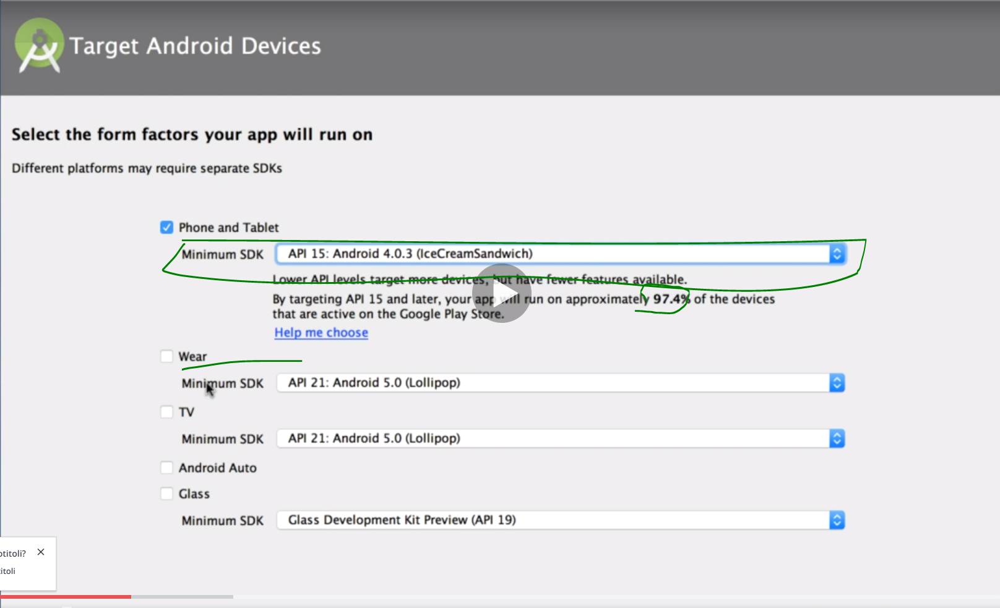 Target Android Devices
Select the form factors your app will run on
Different platforms may require separate SDKs
Phone and Tablet
Minimum SDK API 15: Android 4.0.3 (IceCreamSandwich)
Lower API levels target more devices, but have fewer features available.
By targeting API 15 and later, your app will run on approximately 97.4% of the devices
that are active on the Google Play Store.
Help me choose
Wear
Minimum SDK API 21: Android 5.0 (Lollipop)
TV
Minimum SDK API 21: Android 5.0 (Lollipop)
Android Auto
Glass
Minimum SDK Glass Development Kit Preview (API 19)
otitoli?
itoli